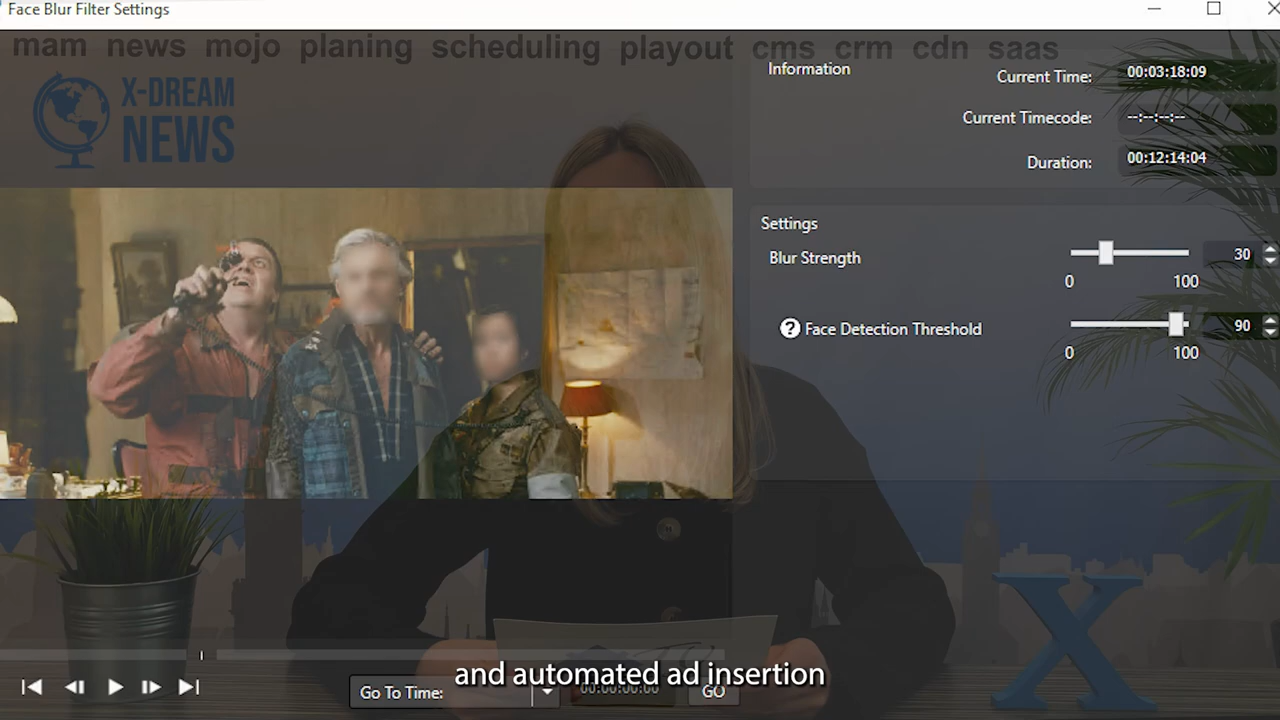 Face Blur Filter Settings
mam news mojo planing scheduling playout cms crm cdn saas
X-DREAM
NEWS
Information
Current Time: 00:03:18:09
Current Timecode: --:--:--:--
Duration: 00:12:14:04
Settings
Blur Strength 30
0 100
? Face Detection Threshold 90
0 100
X
and automated ad insertion
Go To Time: 00:00:00:00 GO